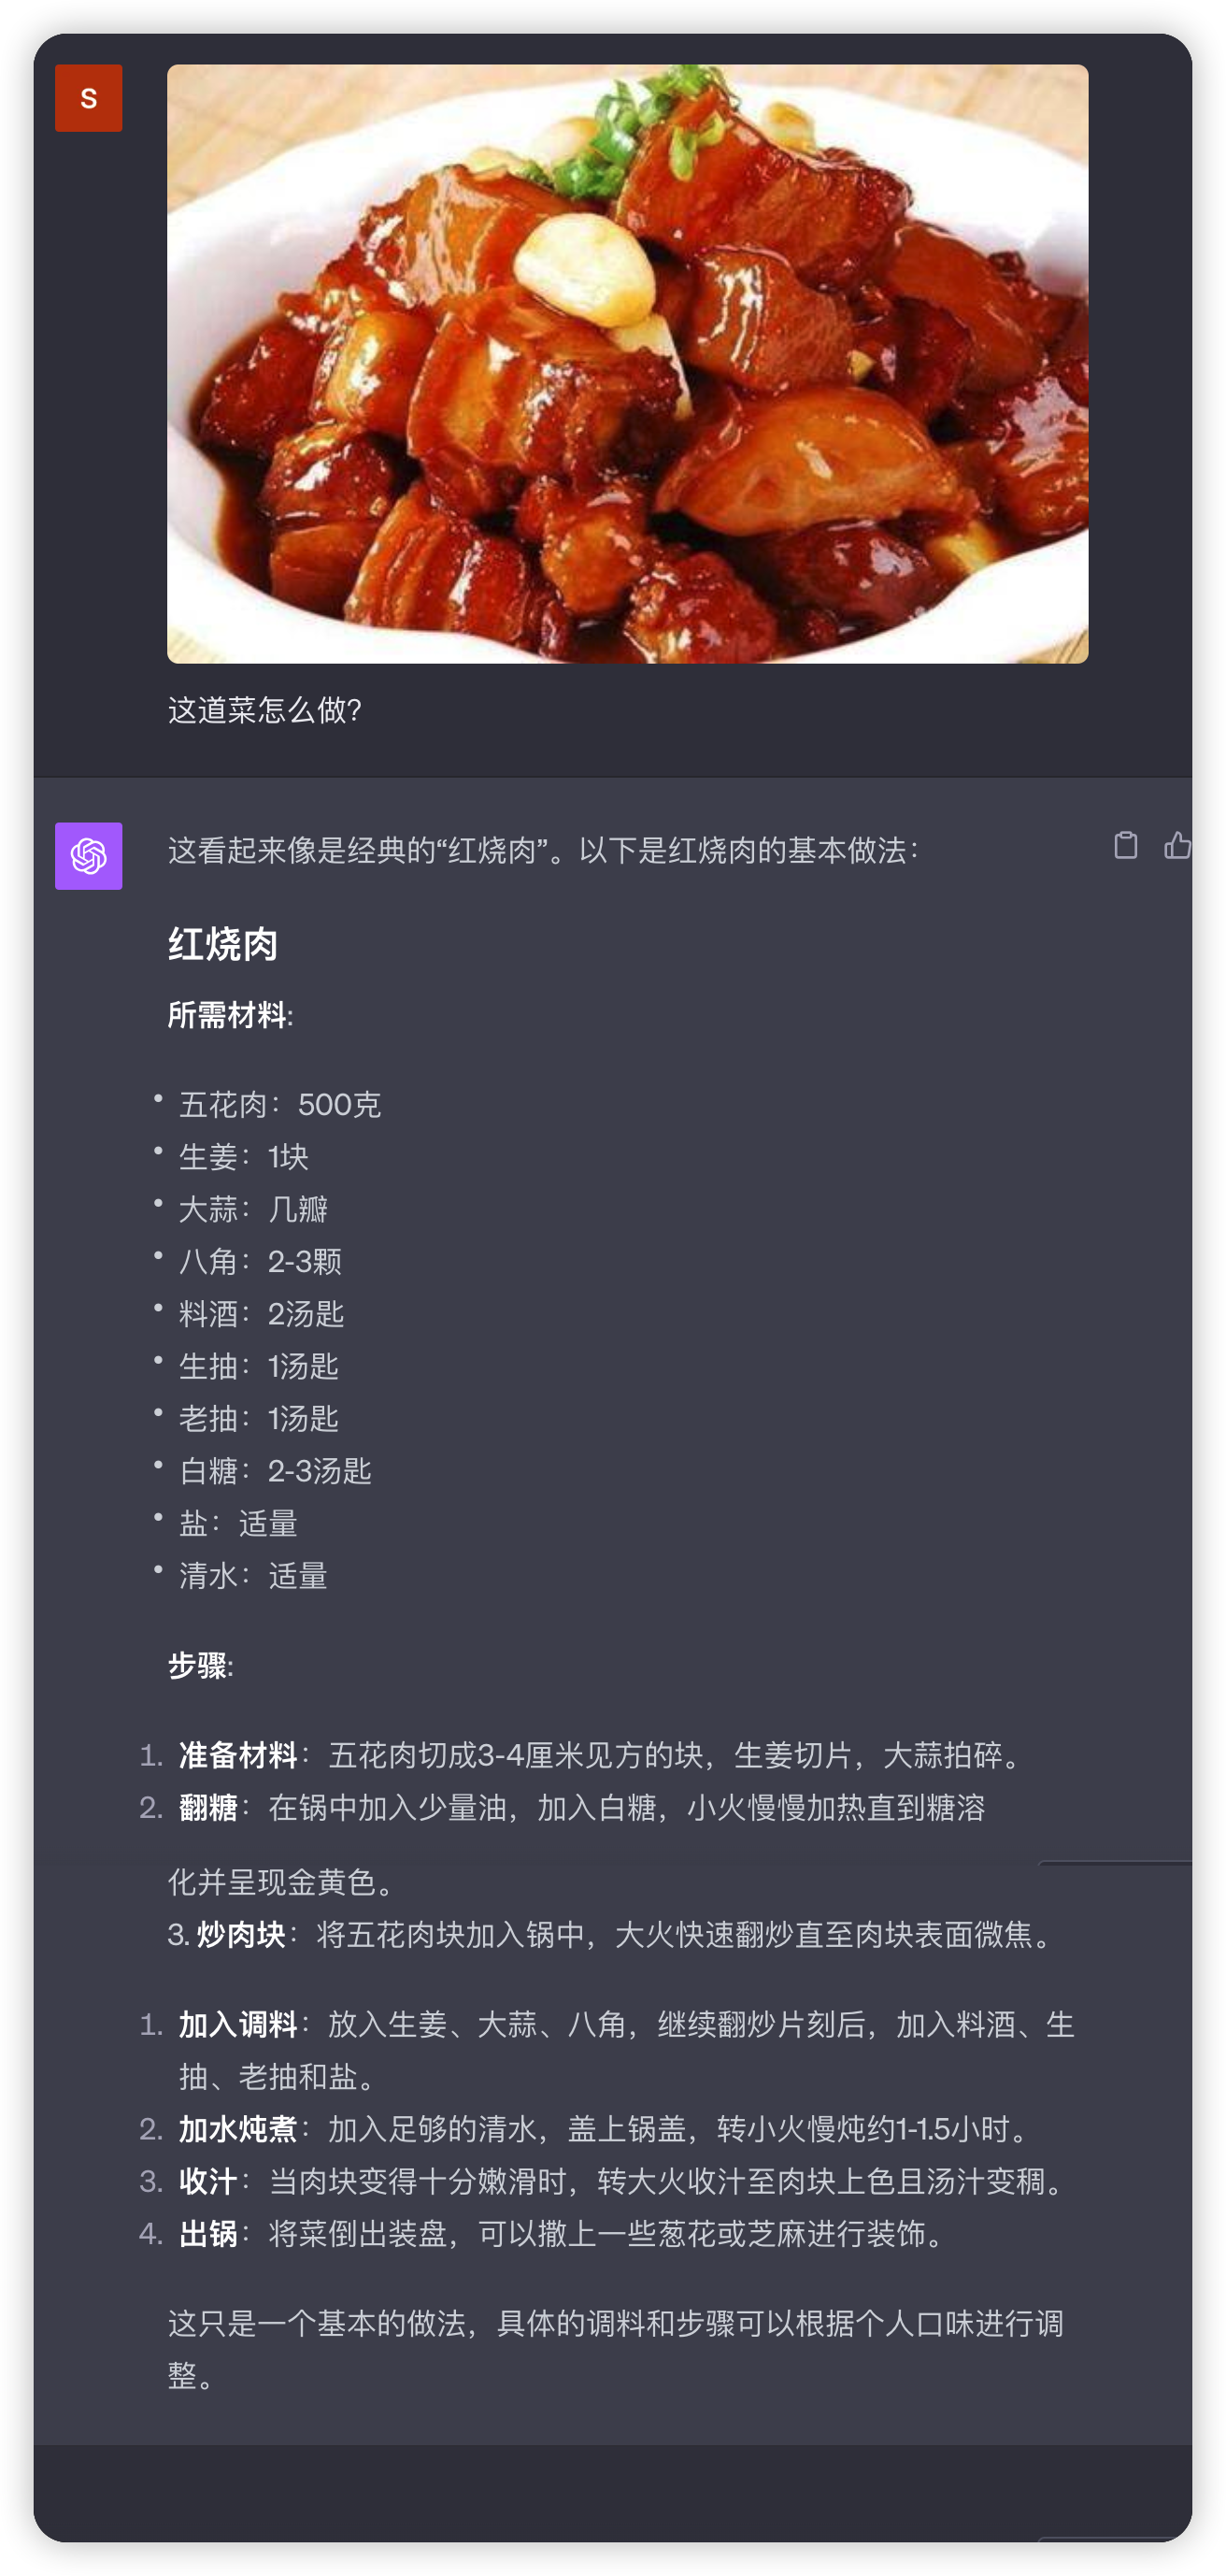 S
这道菜怎么做?
这看起来像是经典的“红烧肉”。以下是红烧肉的基本做法：
红烧肉
所需材料:
• 五花肉：500克
• 生姜：1块
• 大蒜：几瓣
• 八角：2-3颗
• 料酒：2汤匙
• 生抽：1汤匙
• 老抽：1汤匙
• 白糖：2-3汤匙
• 盐：适量
• 清水：适量
步骤:
1. 准备材料：五花肉切成3-4厘米见方的块，生姜切片，大蒜拍碎。
2. 翻糖：在锅中加入少量油，加入白糖，小火慢慢加热直到糖溶
化并呈现金黄色。
3. 炒肉块：将五花肉块加入锅中，大火快速翻炒直至肉块表面微焦。
1. 加入调料：放入生姜、大蒜、八角，继续翻炒片刻后，加入料酒、生
抽、老抽和盐。
2. 加水炖煮：加入足够的清水，盖上锅盖，转小火慢炖约1-1.5小时。
3. 收汁：当肉块变得十分嫩滑时，转大火收汁至肉块上色且汤汁变稠。
4. 出锅：将菜倒出装盘，可以撒上一些葱花或芝麻进行装饰。
这只是一个基本的做法，具体的调料和步骤可以根据个人口味进行调
整。